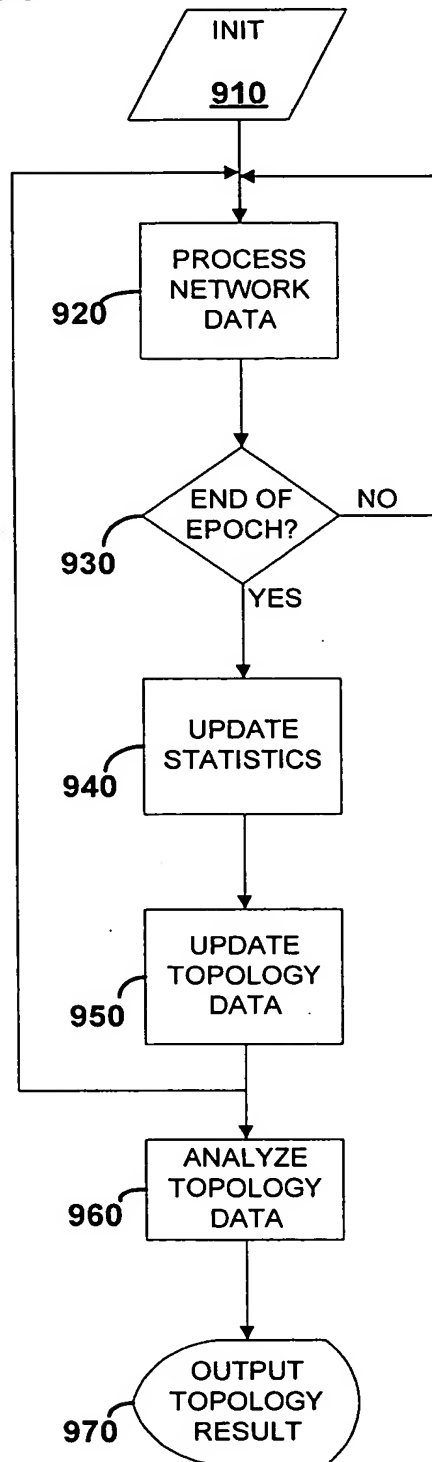 INIT
910
PROCESS
NETWORK
DATA
920
END OF
EPOCH?
NO
930
YES
UPDATE
STATISTICS
940
UPDATE
TOPOLOGY
DATA
950
ANALYZE
TOPOLOGY
DATA
960
OUTPUT
TOPOLOGY
RESULT
970